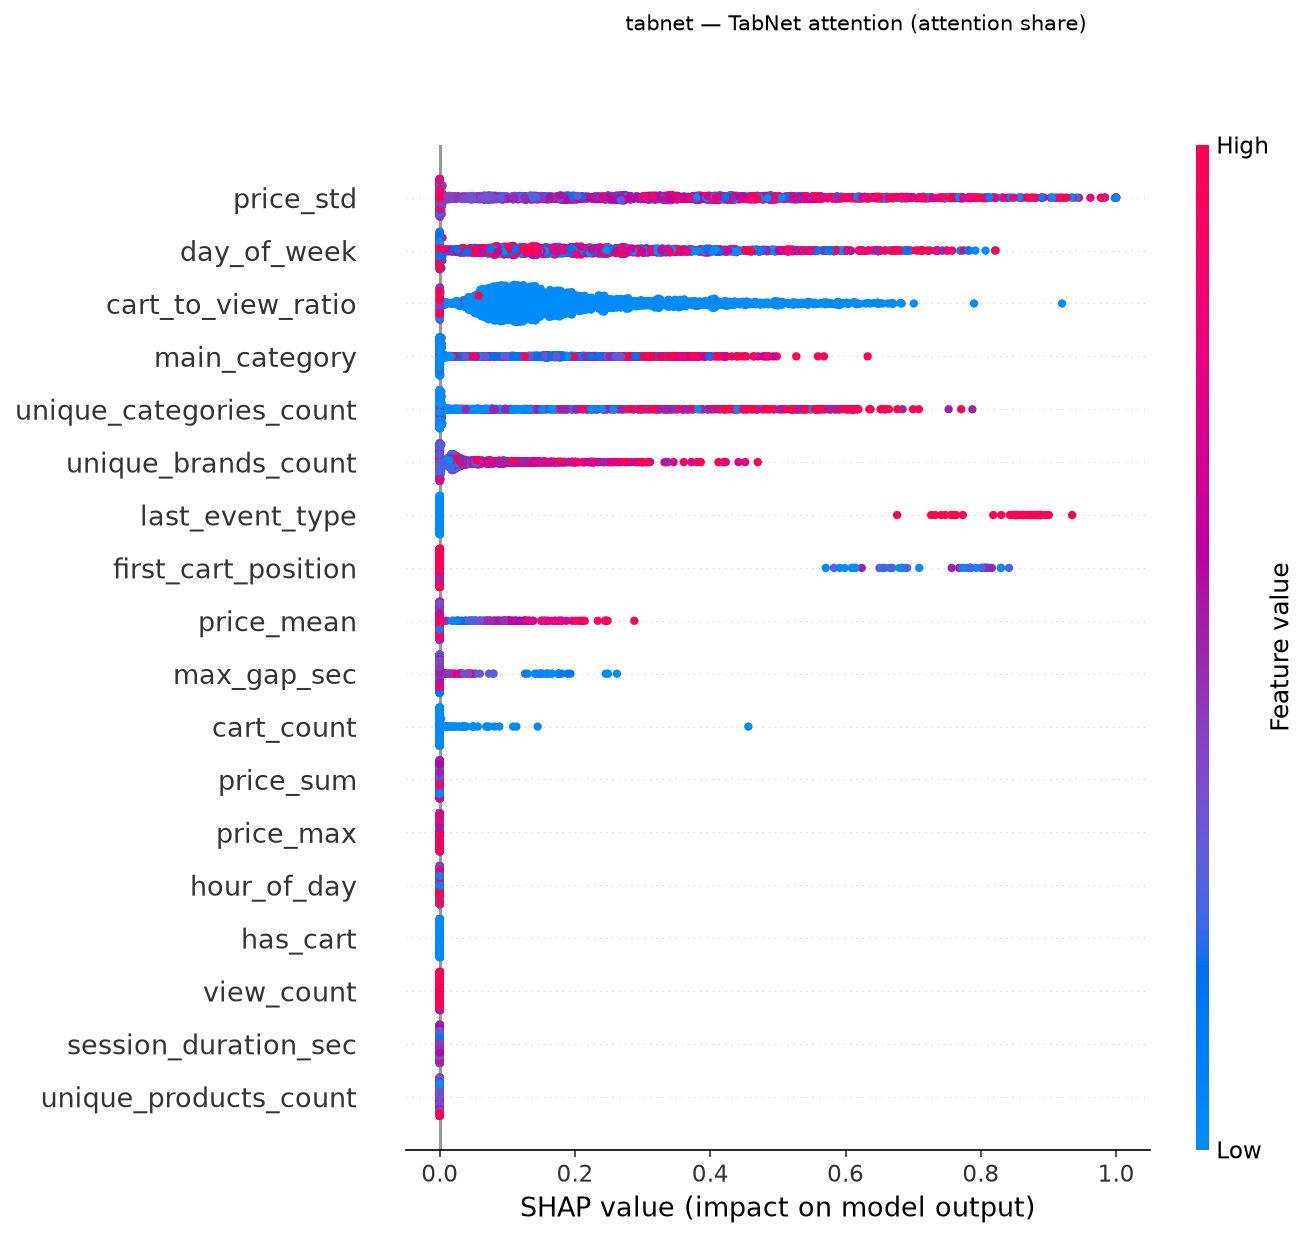 tabnet — TabNet attention (attention share)
High
price_std
day_of_week
cart_to_view_ratio
main_category
unique_categories_count
unique_brands_count
last_event_type
first_cart_position
price_mean
max_gap_sec
cart_count
price_sum
price_max
hour_of_day
has_cart
view_count
session_duration_sec
unique_products_count
Feature value
Low
0.0 0.2 0.4 0.6 0.8 1.0
SHAP value (impact on model output)